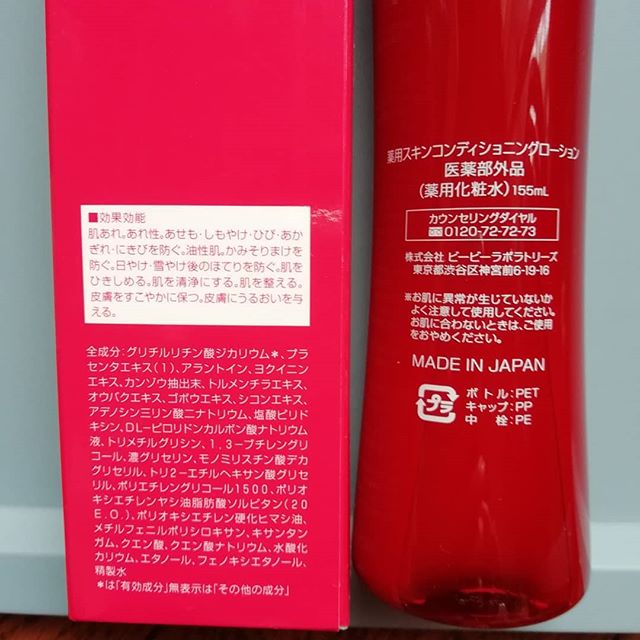 ■効果効能
肌あれ。あれ性。あせも・しもやけ・ひび・あか
ぎれ・にきびを防ぐ。油性肌。かみそりまけを
防ぐ。日やけ・雪やけ後のほてりを防ぐ。肌を
ひきしめる。肌を清浄にする。肌を整える。
皮膚をすこやかに保つ。皮膚にうるおいを与
える。
全成分:グリチルリチン酸ジカリウム*、プラ
センタエキス(1)、アラントイン、ヨクイニン
エキス、カンゾウ抽出末、トルメンチラエキス、
オウバクエキス、ゴボウエキス、シコンエキス、
アデノシン三リン酸二ナトリウム、塩酸ピリド
キシン、DL-ピロリドンカルボン酸ナトリウム
液、トリメチルグリシン、1,3-ブチレングリ
コール、濃グリセリン、モノミリスチン酸デカ
グリセリル、トリ2-エチルヘキサン酸グリセ
リル、ポリエチレングリコール1500、ポリオ
キシエチレンヤシ油脂肪酸ソルビタン(20
E.O.)、ポリオキシエチレン硬化ヒマシ油、
メチルフェニルポリシロキサン、キサンタン
ガム、クエン酸、クエン酸ナトリウム、水酸化
カリウム、エタノール、フェノキシエタノール、
精製水
*は「有効成分」無表示は「その他の成分」
薬用スキンコンディショニングローション
医薬部外品
(薬用化粧水) 155mL
カウンセリングダイヤル
0120-72-72-73
株式会社 ビービーラボラトリーズ
東京都渋谷区神宮前6-19-16
※お肌に異常が生じていないか
よく注意して使用してください。
お肌に合わないときは、ご使用
をおやめください。
MADE IN JAPAN
プラ
ボトル:PET
キャップ:PP
中 栓:PE